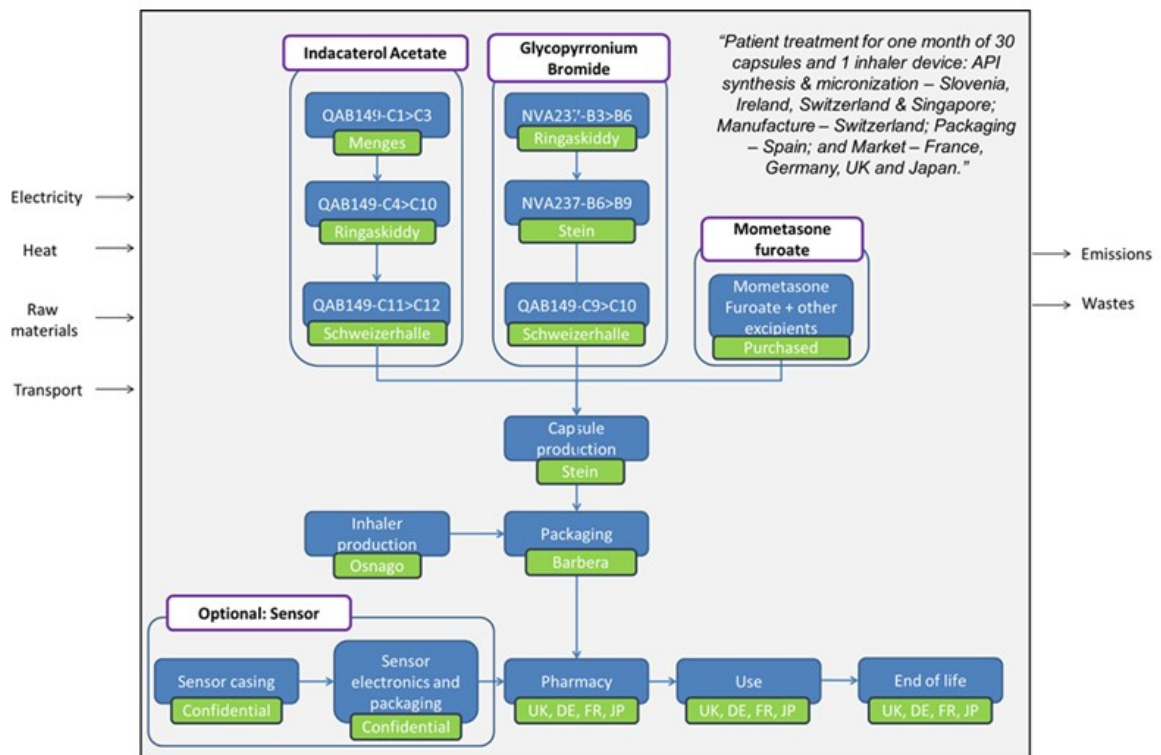 Indacaterol Acetate
Glycopyrronium
Bromide
“Patient treatment for one month of 30
capsules and 1 inhaler device: API
synthesis & micronization – Slovenia,
Ireland, Switzerland & Singapore;
Manufacture – Switzerland; Packaging
– Spain; and Market – France,
Germany, UK and Japan.”
QAB149-C1>C3
Menges
NVA237-B3>B6
Ringaskiddy
QAB149-C4>C10
Ringaskiddy
NVA237-B6>B9
Stein
Mometasone
furoate
Mometasone
Furoate + other
excipients
Purchased
QAB149-C11>C12
Schweizerhalle
QAB149-C9>C10
Schweizerhalle
Electricity
Heat
Raw
materials
Transport
Emissions
Wastes
Capsule
production
Stein
Inhaler
production
Osnago
Packaging
Barbera
Optional: Sensor
Sensor casing
Confidential
Sensor
electronics and
packaging
Confidential
Pharmacy
UK, DE, FR, JP
Use
UK, DE, FR, JP
End of life
UK, DE, FR, JP